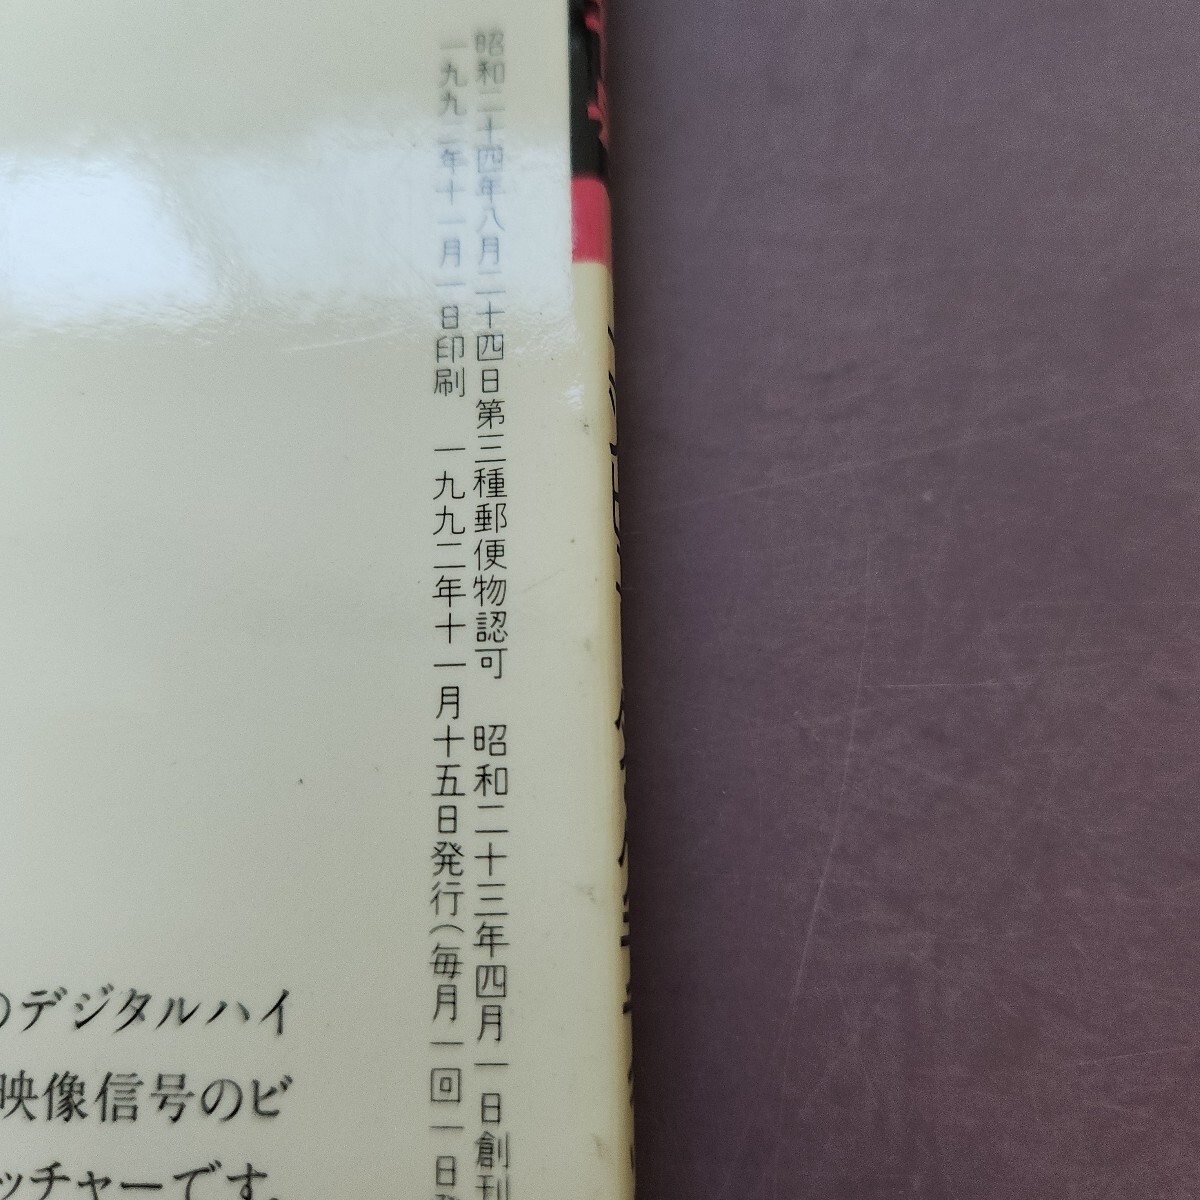 昭和二十四年八月二十四日第三種郵便物認可　昭和二十三年四月一日創刊
一九九二年十一月一日印刷　一九九二年十一月十五日発行(毎月一回一日発
のデジタルハイ
映像信号のビ
ッチャーです。